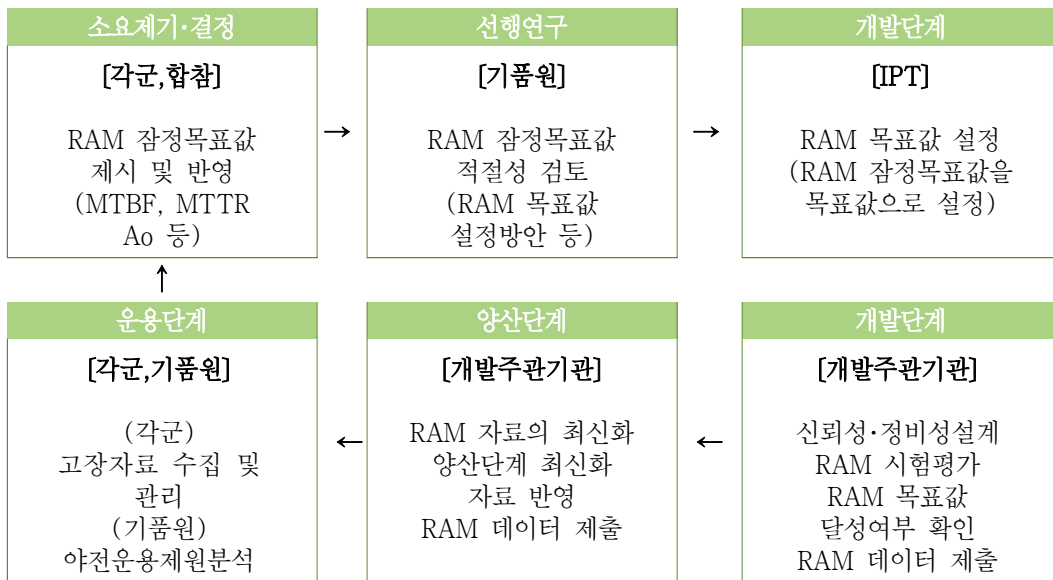 소요제기·결정
[각군,합참]
RAM 잠정목표값
제시 및 반영
(MTBF, MTTR
Ao 등)
→
선행연구
[기품원]
RAM 잠정목표값
적절성 검토
(RAM 목표값
설정방안 등)
→
개발단계
[IPT]
RAM 목표값 설정
(RAM 잠정목표값을
목표값으로 설정)
↑
운용단계
[각군,기품원]
(각군)
고장자료 수집 및
관리
(기품원)
야전운용제원분석
←
양산단계
[개발주관기관]
RAM 자료의 최신화
양산단계 최신화
자료 반영
RAM 데이터 제출
←
개발단계
[개발주관기관]
신뢰성·정비성설계
RAM 시험평가
RAM 목표값
달성여부 확인
RAM 데이터 제출